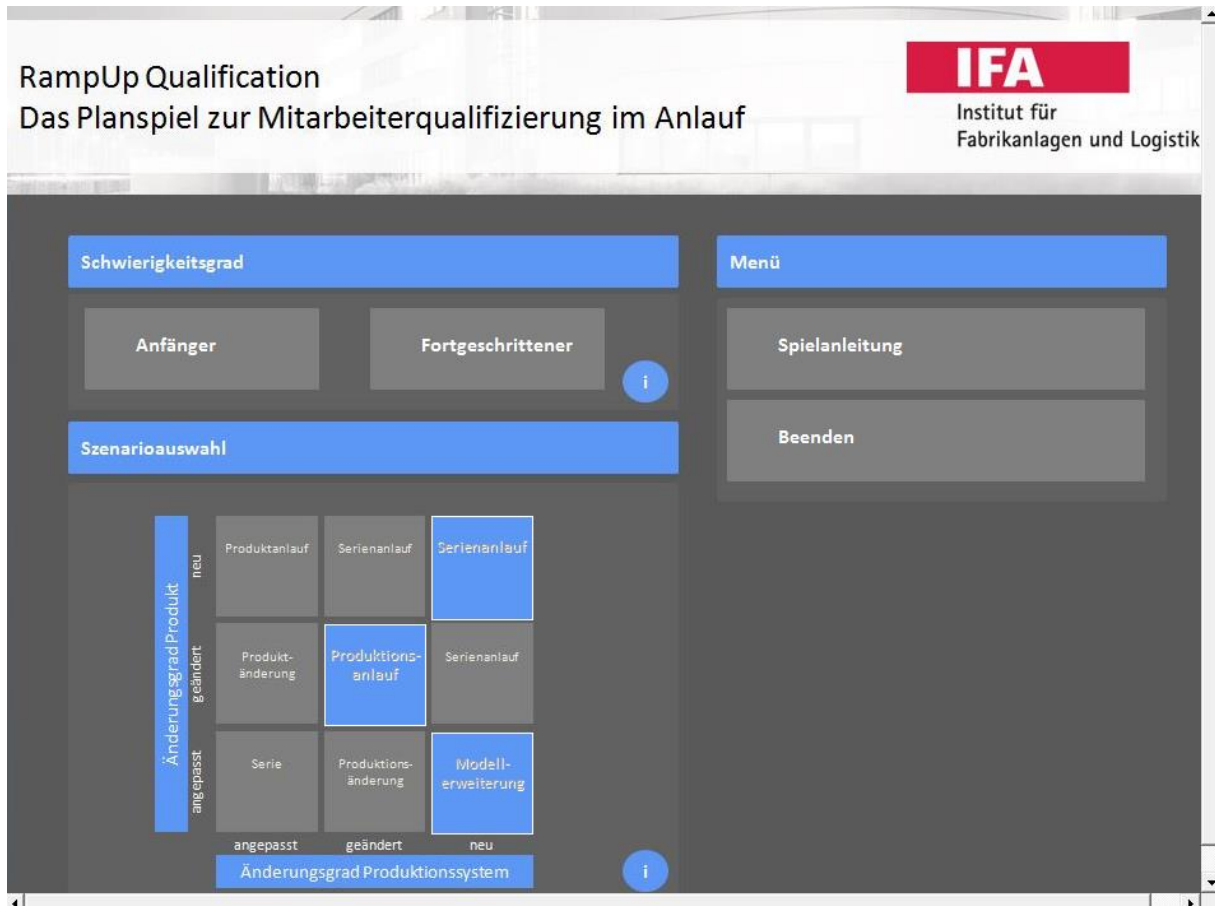 RampUp Qualification
Das Planspiel zur Mitarbeiterqualifizierung im Anlauf
IFA
Institut für
Fabrikanlagen und Logistik
Schwierigkeitsgrad
Anfänger
Fortgeschrittener
i
Menü
Spielanleitung
Beenden
Szenarioauswahl
Änderungsgrad Produkt
neu
Produktanlauf
Serienanlauf
Serienanlauf
geändert
Produkt-
änderung
Produktions-
anlauf
Serienanlauf
angepasst
Serie
Produktions-
änderung
Modell-
erweiterung
angepasst
geändert
neu
Änderungsgrad Produktionssystem
i